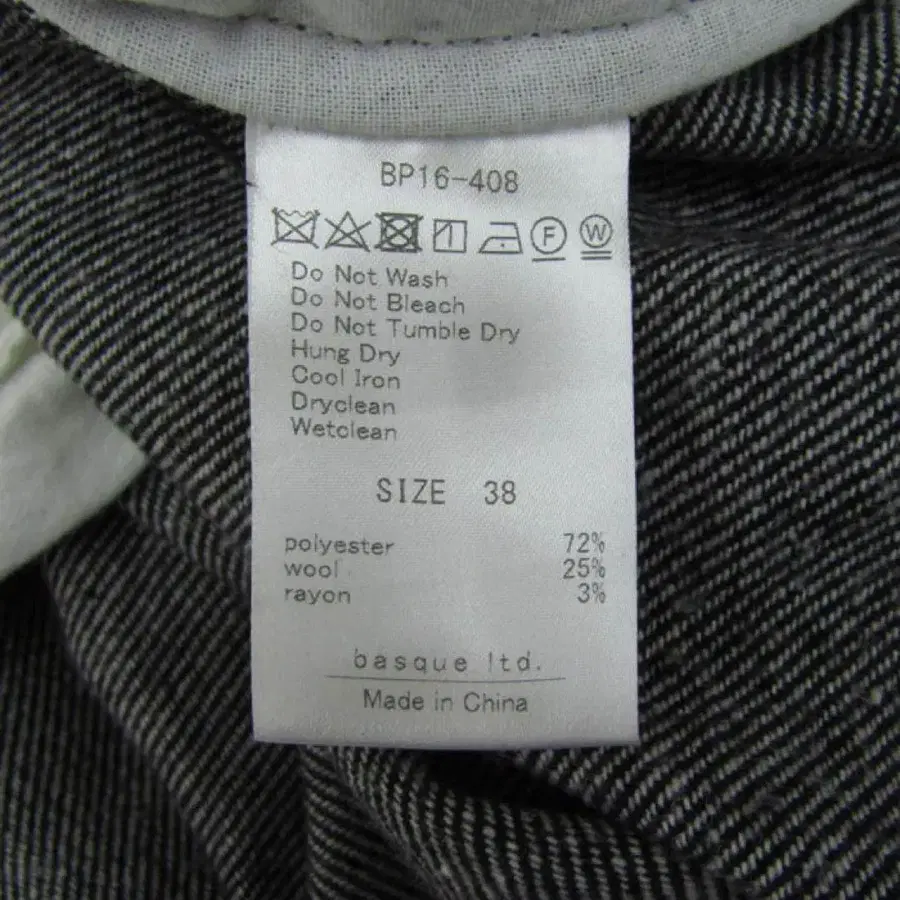 BP16-408
F W
Do Not Wash
Do Not Bleach
Do Not Tumble Dry
Hung Dry
Cool Iron
Dryclean
Wetclean
SIZE 38
polyester 72%
wool 25%
rayon 3%
basque ltd.
Made in China